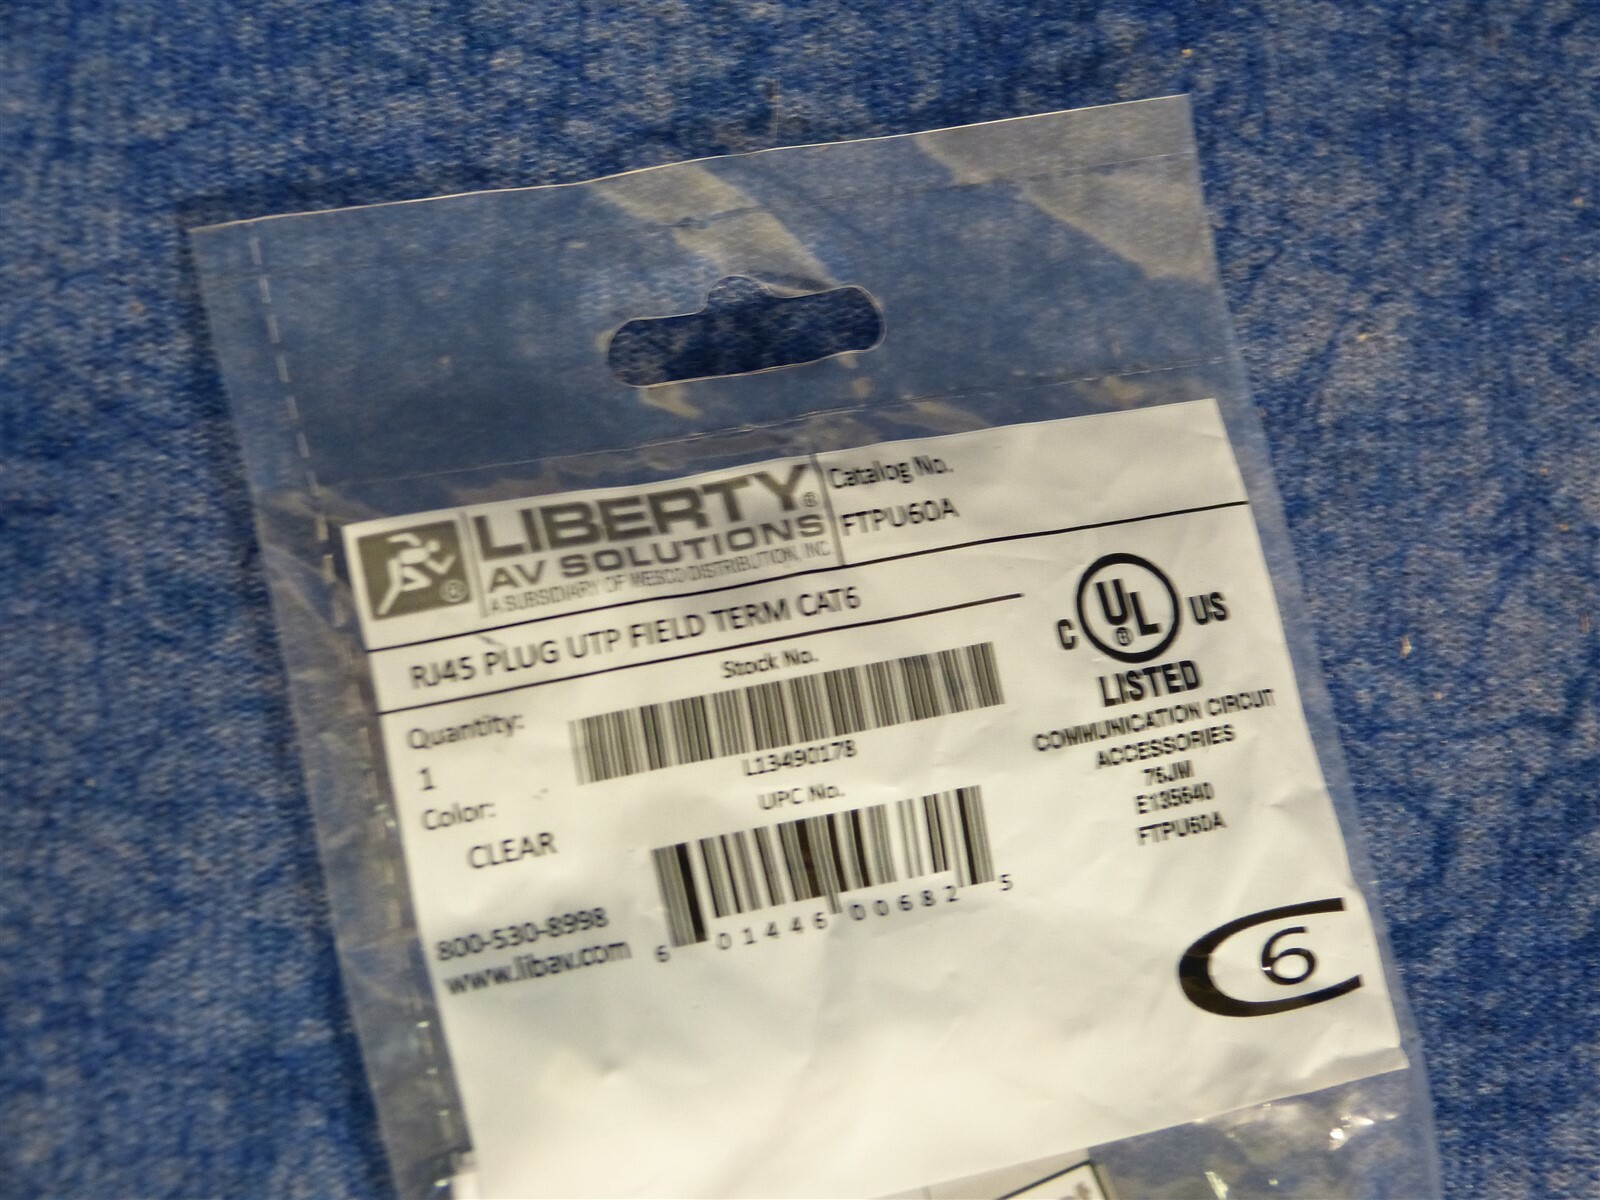 LIBERTY®
AV SOLUTIONS
A SUBSIDIARY OF WESCO DISTRIBUTION, INC
®
Catalog No.
FTPU60A
RJ45 PLUG UTP FIELD TERM CAT6
Quantity:
1
Color:
CLEAR
Stock No.
L13490178
UPC No.
6 01446 00682 5
800-530-8998
www.libav.com
C UL® US
LISTED
COMMUNICATION CIRCUIT
ACCESSORIES
76JM
E135640
FTPU60A
C6